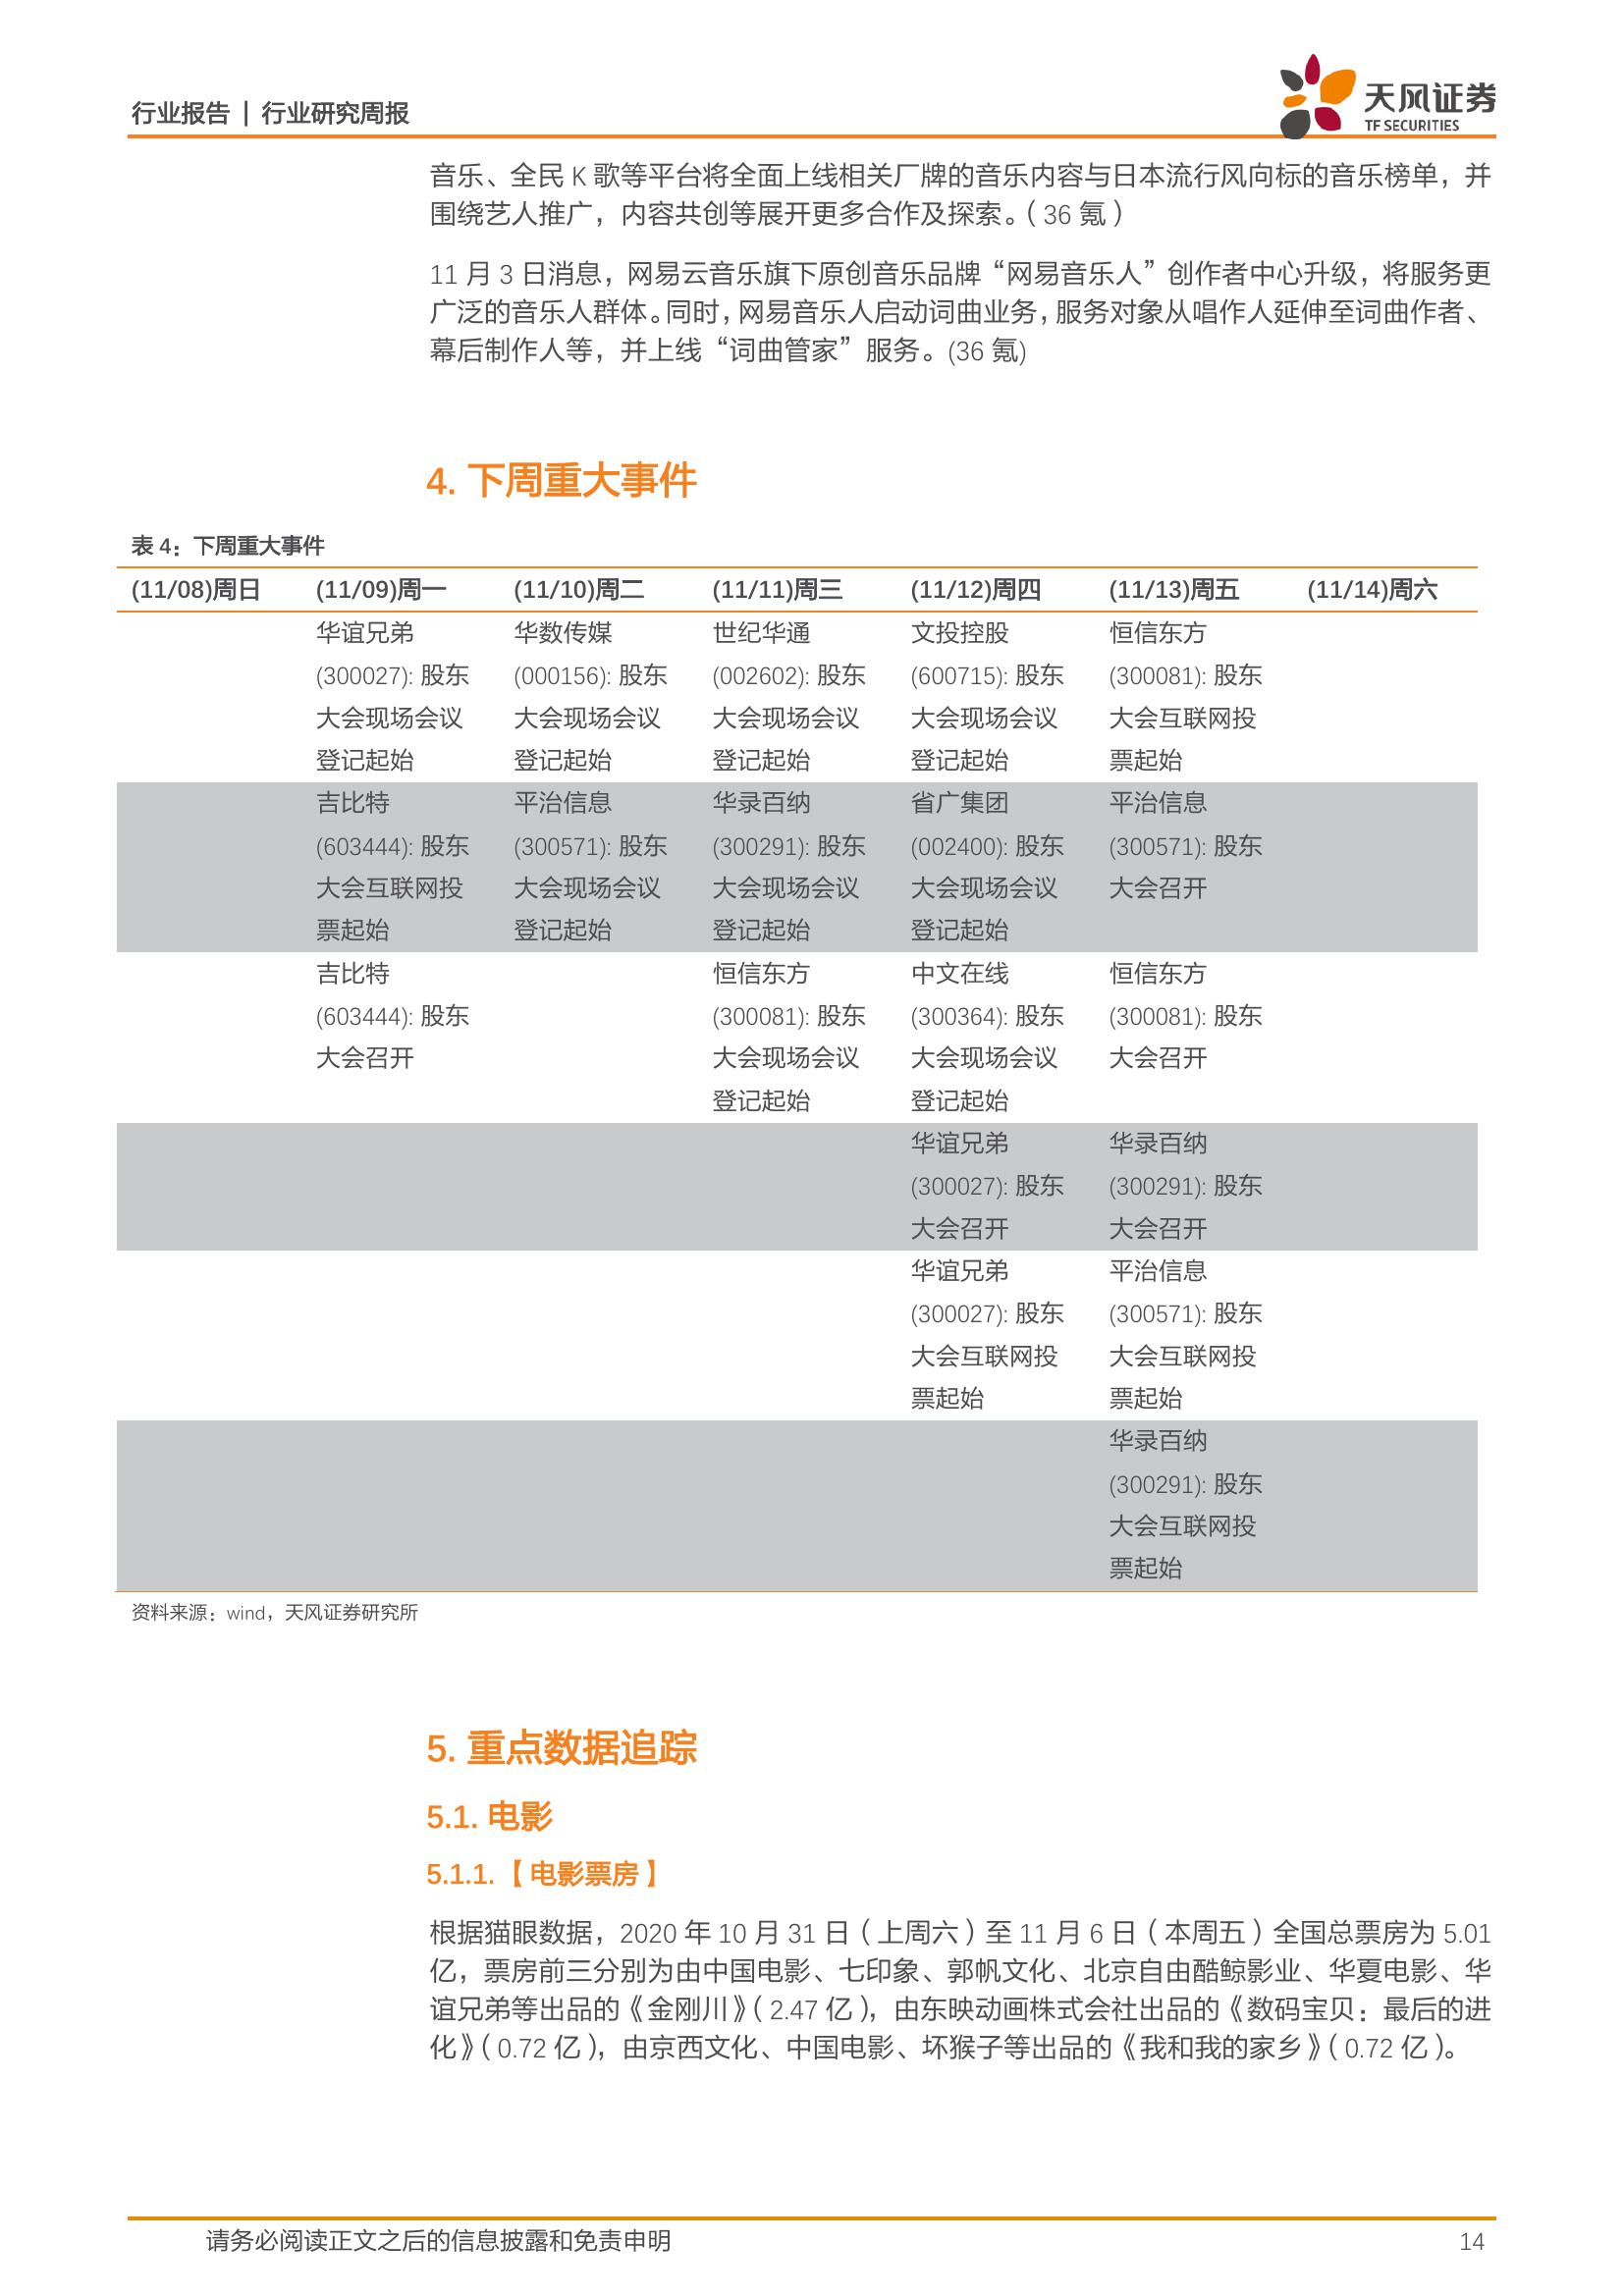 行业报告 | 行业研究周报
天风证券
TF SECURITIES
音乐、全民 K 歌等平台将全面上线相关厂牌的音乐内容与日本流行风向标的音乐榜单，并
围绕艺人推广，内容共创等展开更多合作及探索。（36 氪）
11 月 3 日消息，网易云音乐旗下原创音乐品牌“网易音乐人”创作者中心升级，将服务更
广泛的音乐人群体。同时，网易音乐人启动词曲业务，服务对象从唱作人延伸至词曲作者、
幕后制作人等，并上线“词曲管家”服务。(36 氪)
4. 下周重大事件
表 4：下周重大事件
(11/08)周日 (11/09)周一 (11/10)周二 (11/11)周三 (11/12)周四 (11/13)周五 (11/14)周六
华谊兄弟 华数传媒 世纪华通 文投控股 恒信东方
(300027): 股东 (000156): 股东 (002602): 股东 (600715): 股东 (300081): 股东
大会现场会议 大会现场会议 大会现场会议 大会现场会议 大会互联网投
登记起始 登记起始 登记起始 登记起始 票起始
吉比特 平治信息 华录百纳 省广集团 平治信息
(603444): 股东 (300571): 股东 (300291): 股东 (002400): 股东 (300571): 股东
大会互联网投 大会现场会议 大会现场会议 大会现场会议 大会召开
票起始 登记起始 登记起始 登记起始
吉比特 恒信东方 中文在线 恒信东方
(603444): 股东 (300081): 股东 (300364): 股东 (300081): 股东
大会召开 大会现场会议 大会现场会议 大会召开
登记起始 登记起始
华谊兄弟 华录百纳
(300027): 股东 (300291): 股东
大会召开 大会召开
华谊兄弟 平治信息
(300027): 股东 (300571): 股东
大会互联网投 大会互联网投
票起始 票起始
华录百纳
(300291): 股东
大会互联网投
票起始
资料来源：wind，天风证券研究所
5. 重点数据追踪
5.1. 电影
5.1.1.【电影票房】
根据猫眼数据，2020 年 10 月 31 日（上周六）至 11 月 6 日（本周五）全国总票房为 5.01
亿，票房前三分别为由中国电影、七印象、郭帆文化、北京自由酷鲸影业、华夏电影、华
谊兄弟等出品的《金刚川》（2.47 亿），由东映动画株式会社出品的《数码宝贝：最后的进
化》（0.72 亿），由京西文化、中国电影、坏猴子等出品的《我和我的家乡》（0.72 亿）。
请务必阅读正文之后的信息披露和免责申明 14